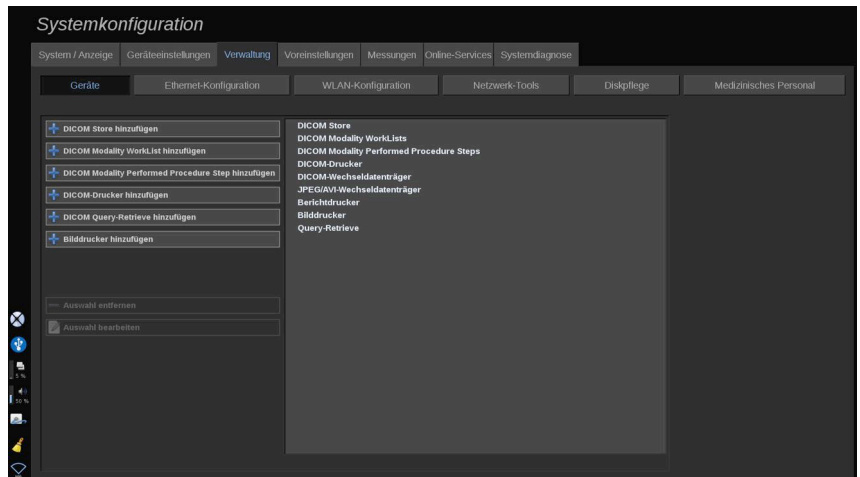 Systemkonfiguration
System / Anzeige Geräteeinstellungen Verwaltung Voreinstellungen Messungen Online-Services Systemdiagnose
Geräte Ethernet-Konfiguration WLAN-Konfiguration Netzwerk-Tools Diskpflege Medizinisches Personal
DICOM Store hinzufügen
DICOM Modality WorkList hinzufügen
DICOM Modality Performed Procedure Step hinzufügen
DICOM-Drucker hinzufügen
DICOM Query-Retrieve hinzufügen
Bilddrucker hinzufügen
Auswahl entfernen
Auswahl bearbeiten
DICOM Store
DICOM Modality WorkLists
DICOM Modality Performed Procedure Steps
DICOM-Drucker
DICOM-Wechseldatenträger
JPEG/AVI-Wechseldatenträger
Berichtdrucker
Bilddrucker
Query-Retrieve
5 %
50 %